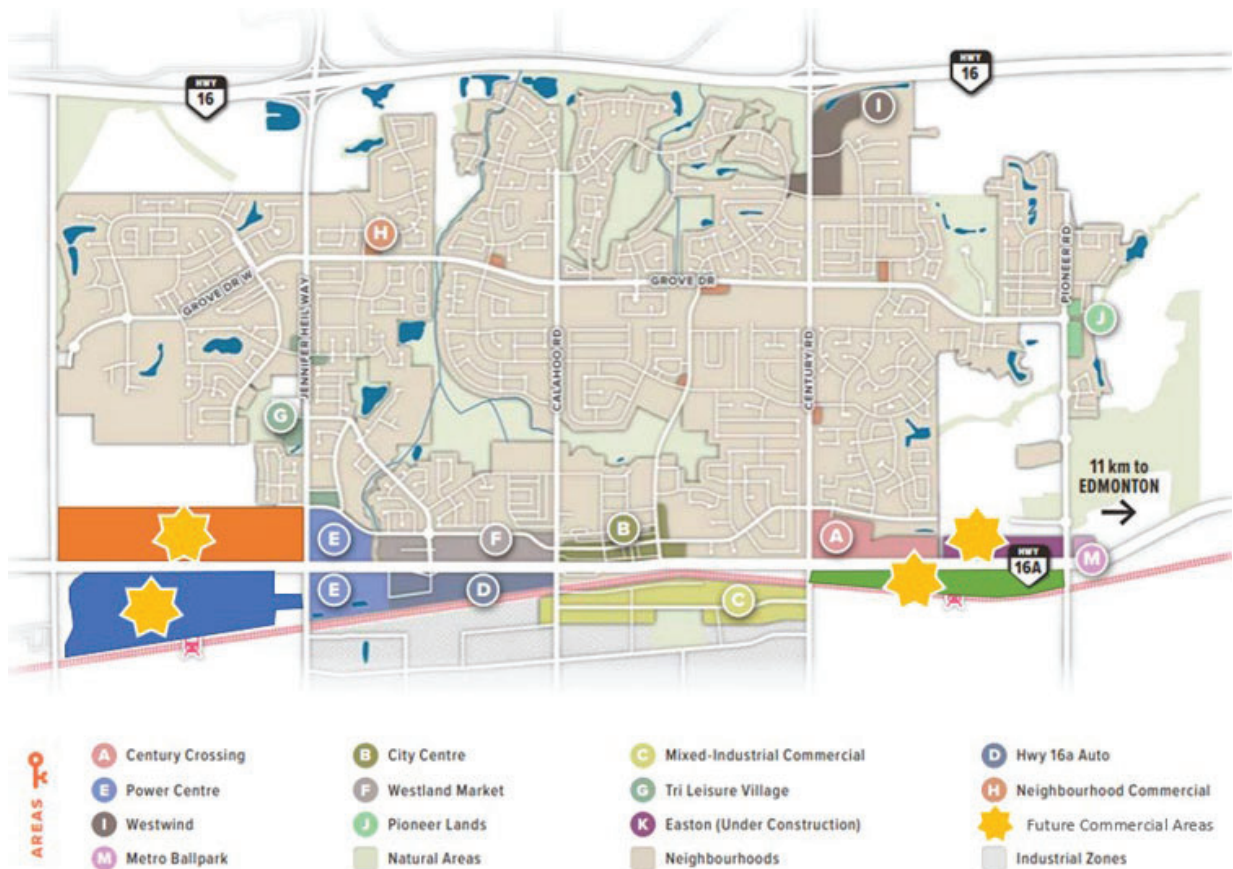 HWY
16
HWY
16
I
H
GROVE DR W
JENNIFER HEIL WAY
GROVE DR
CALAHOO RD
CENTURY RD
PIONEER RD
J
G
11 km to
EDMONTON
E
F
B
A
HWY
16A
M
E
D
C
AREAS
A Century Crossing
B City Centre
C Mixed-Industrial Commercial
D Hwy 16a Auto
E Power Centre
F Westland Market
G Tri Leisure Village
H Neighbourhood Commercial
I Westwind
J Pioneer Lands
K Easton (Under Construction)
Future Commercial Areas
M Metro Ballpark
Natural Areas
Neighbourhoods
Industrial Zones